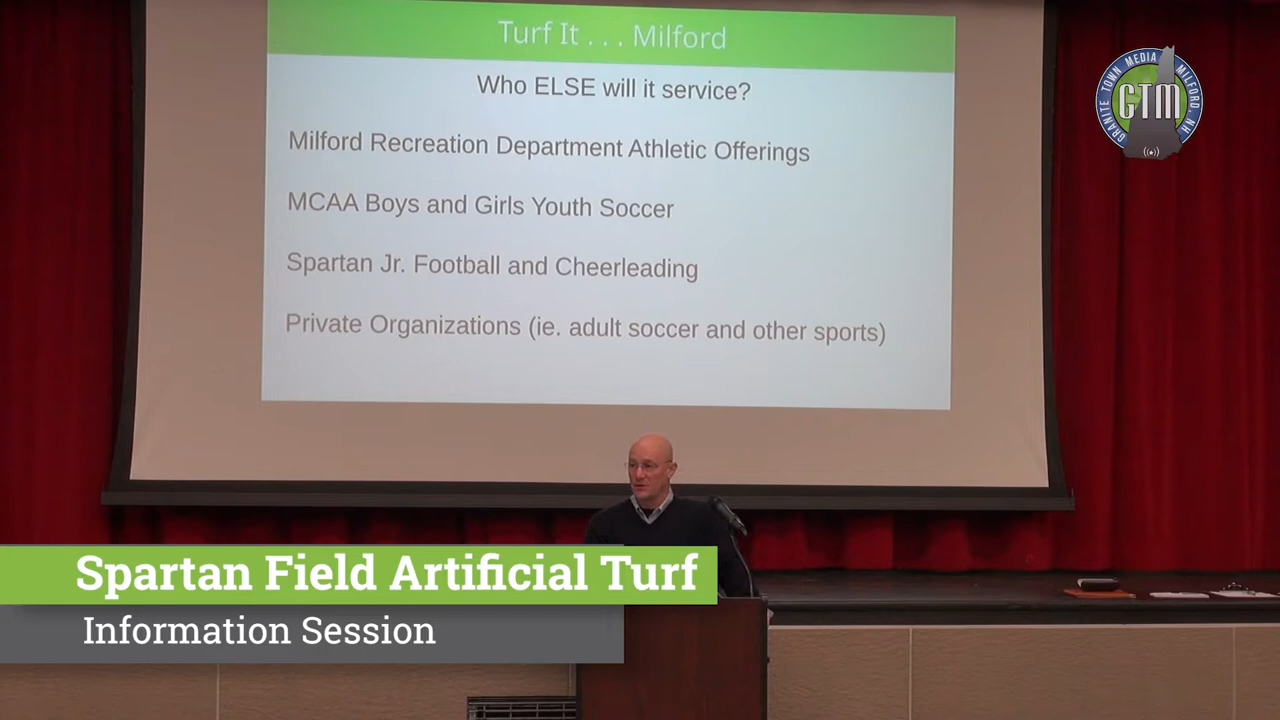 Turf It . . . Milford
Who ELSE will it service?
Milford Recreation Department Athletic Offerings
MCAA Boys and Girls Youth Soccer
Spartan Jr. Football and Cheerleading
Private Organizations (ie. adult soccer and other sports)
GRANITE TOWN MEDIA MILFORD, NH
GTM
Spartan Field Artificial Turf
Information Session